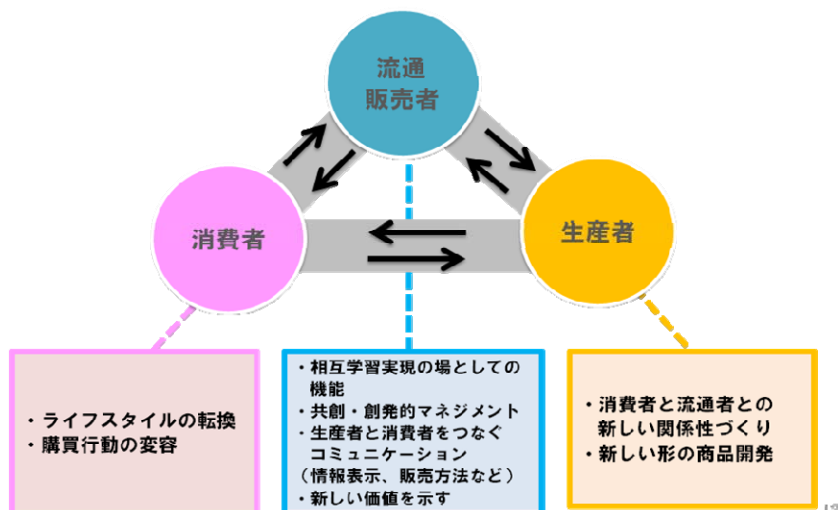 流通
販売者
消費者
生産者
・ライフスタイルの転換
・購買行動の変容
・相互学習実現の場としての
機能
・共創・創発的マネジメント
・生産者と消費者をつなぐ
コミュニケーション
（情報表示、販売方法など）
・新しい価値を示す
・消費者と流通者との
新しい関係性づくり
・新しい形の商品開発